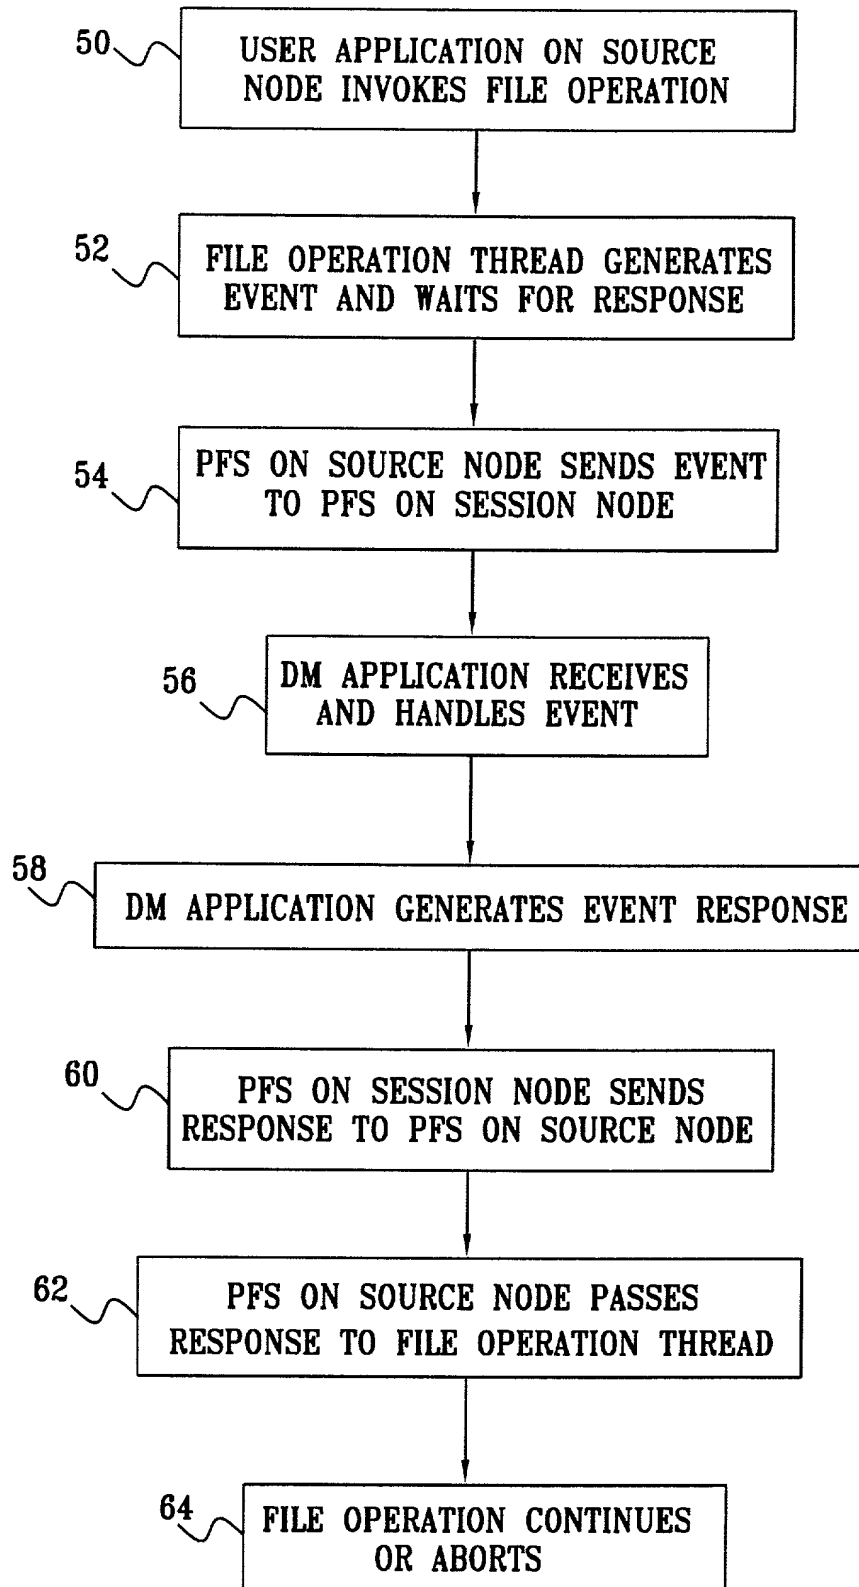 50
USER APPLICATION ON SOURCE
NODE INVOKES FILE OPERATION
52
FILE OPERATION THREAD GENERATES
EVENT AND WAITS FOR RESPONSE
54
PFS ON SOURCE NODE SENDS EVENT
TO PFS ON SESSION NODE
56
DM APPLICATION RECEIVES
AND HANDLES EVENT
58
DM APPLICATION GENERATES EVENT RESPONSE
60
PFS ON SESSION NODE SENDS
RESPONSE TO PFS ON SOURCE NODE
62
PFS ON SOURCE NODE PASSES
RESPONSE TO FILE OPERATION THREAD
64
FILE OPERATION CONTINUES
OR ABORTS